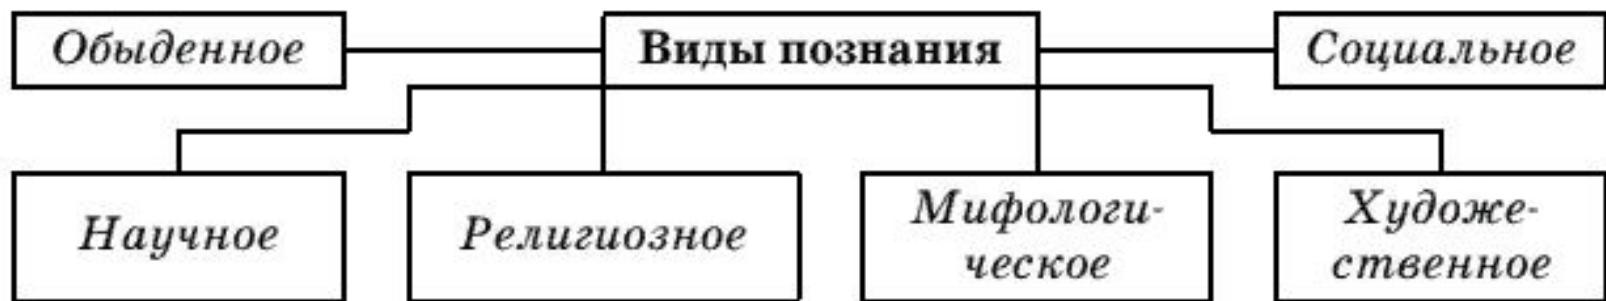 Обыденное
Виды познания
Социальное
Научное
Религиозное
Мифологи-
ческое
Художе-
ственное